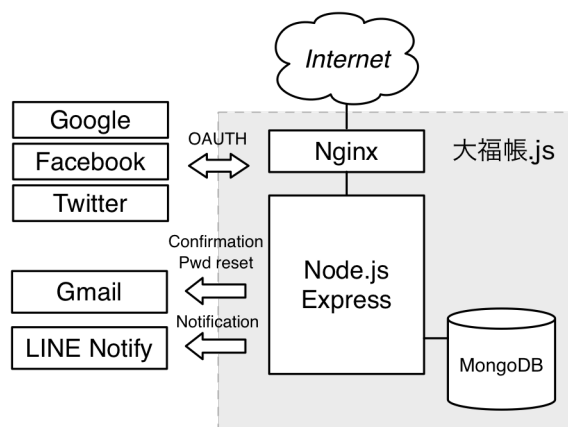 Internet
Google
Facebook
Twitter
OAUTH
Nginx
大福帳.js
Confirmation
Pwd reset
Gmail
Notification
LINE Notify
Node.js
Express
MongoDB